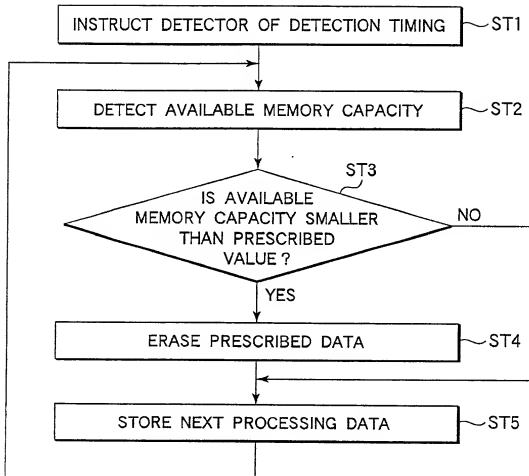 INSTRUCT DETECTOR OF DETECTION TIMING
ST1
DETECT AVAILABLE MEMORY CAPACITY
ST2
ST3
IS AVAILABLE
MEMORY CAPACITY SMALLER
THAN PRESCRIBED
VALUE?
NO
YES
ERASE PRESCRIBED DATA
ST4
STORE NEXT PROCESSING DATA
ST5